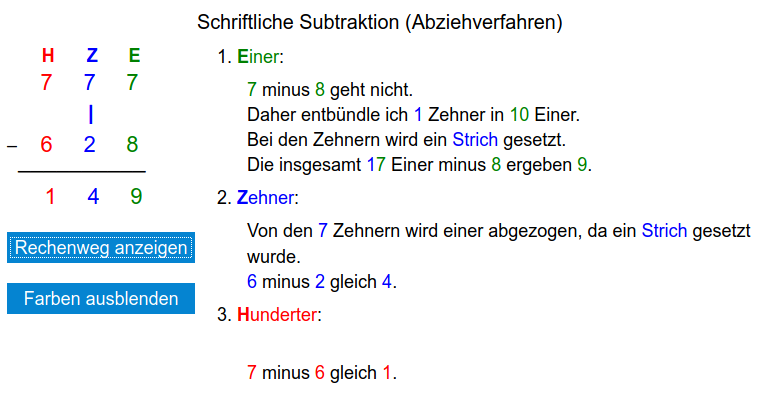 Schriftliche Subtraktion (Abziehverfahren)
H Z E
7 7 7
|
– 6 2 8
1 4 9
Rechenweg anzeigen
Farben ausblenden
1. Einer:
7 minus 8 geht nicht.
Daher entbündle ich 1 Zehner in 10 Einer.
Bei den Zehnern wird ein Strich gesetzt.
Die insgesamt 17 Einer minus 8 ergeben 9.
2. Zehner:
Von den 7 Zehnern wird einer abgezogen, da ein Strich gesetzt
wurde.
6 minus 2 gleich 4.
3. Hunderter:
7 minus 6 gleich 1.